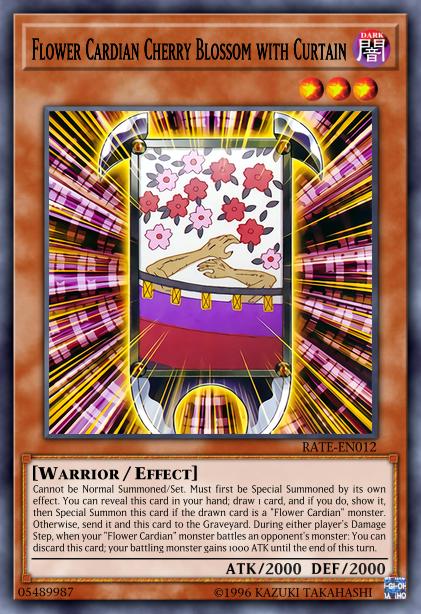 Flower Cardian Cherry Blossom with Curtain
DARK
闇
RATE-EN012
[Warrior / Effect]
Cannot be Normal Summoned/Set. Must first be Special Summoned by its own
effect. You can reveal this card in your hand; draw 1 card, and if you do, show it,
then Special Summon this card if the drawn card is a "Flower Cardian" monster.
Otherwise, send it and this card to the Graveyard. During either player's Damage
Step, when your "Flower Cardian" monster battles an opponent's monster: You can
discard this card; your battling monster gains 1000 ATK until the end of this turn.
ATK/2000 DEF/2000
05489987
©1996 KAZUKI TAKAHASHI